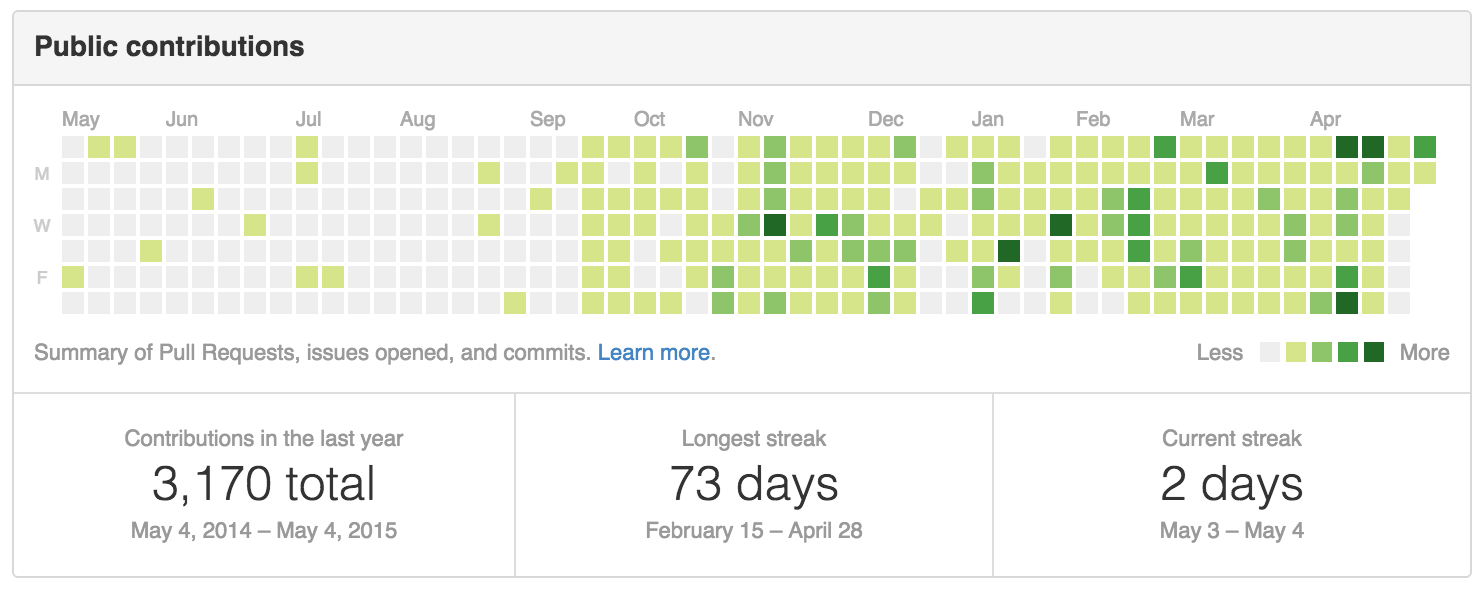 Public contributions
May Jun Jul Aug Sep Oct Nov Dec Jan Feb Mar Apr
M
W
F
Summary of Pull Requests, issues opened, and commits. Learn more.
Less More
Contributions in the last year
3,170 total
May 4, 2014 – May 4, 2015
Longest streak
73 days
February 15 – April 28
Current streak
2 days
May 3 – May 4